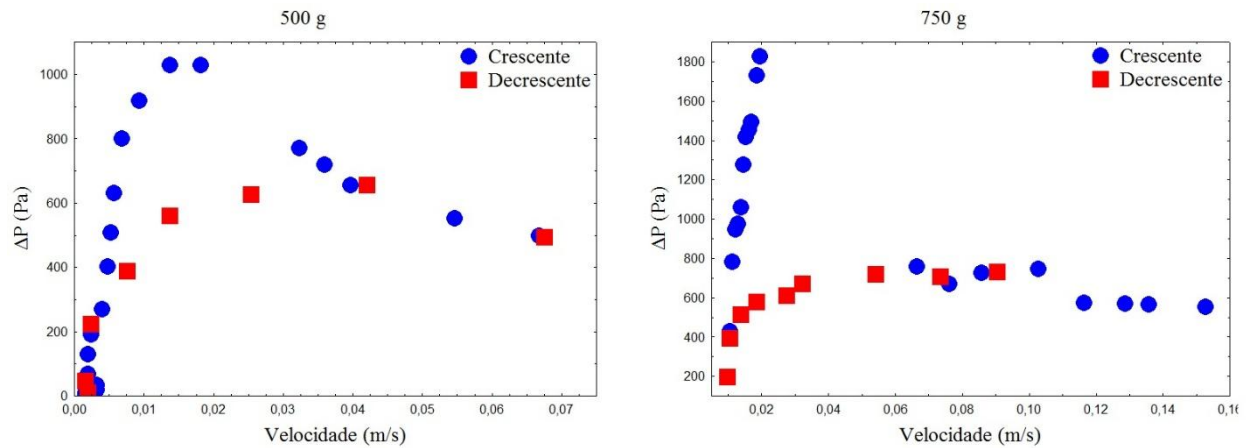 500 g
Crescente
Decrescente
1000
800
600
400
200
0
ΔP (Pa)
0,00 0,01 0,02 0,03 0,04 0,05 0,06 0,07
Velocidade (m/s)
750 g
Crescente
Decrescente
1800
1600
1400
1200
1000
800
600
400
200
ΔP (Pa)
0,02 0,04 0,06 0,08 0,10 0,12 0,14 0,16
Velocidade (m/s)